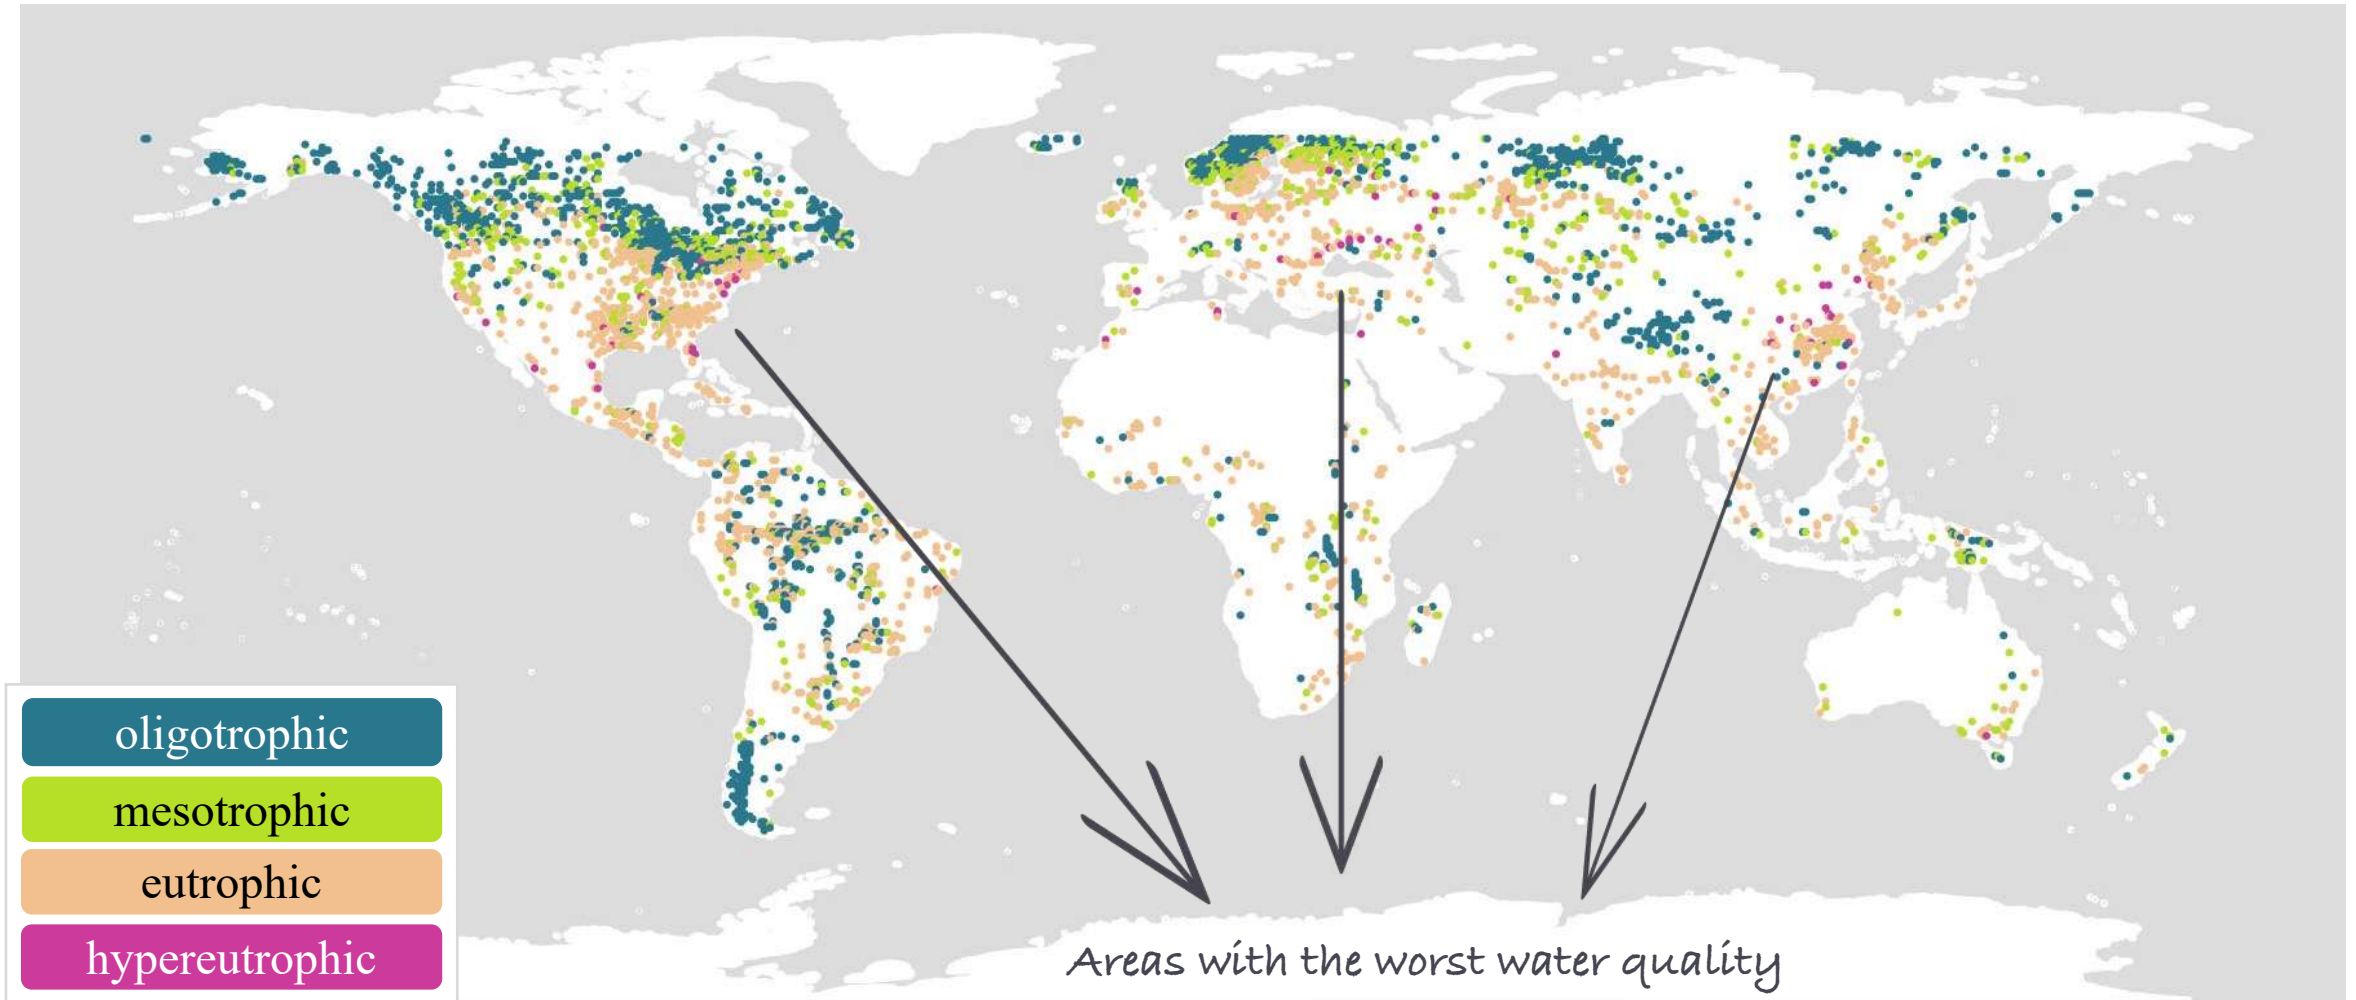 oligotrophic
mesotrophic
eutrophic
hypereutrophic
Areas with the worst water quality